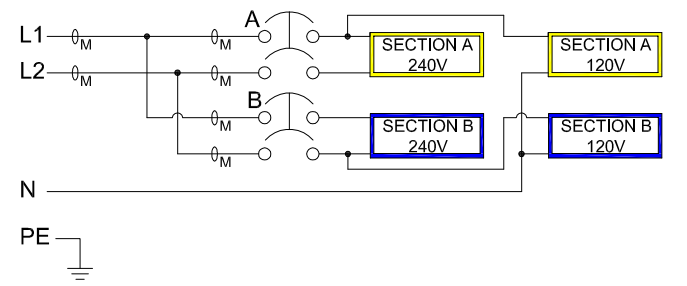 A
L1
M
M
SECTION A
240V
SECTION A
120V
L2
M
M
B
M
SECTION B
240V
SECTION B
120V
M
N
PE